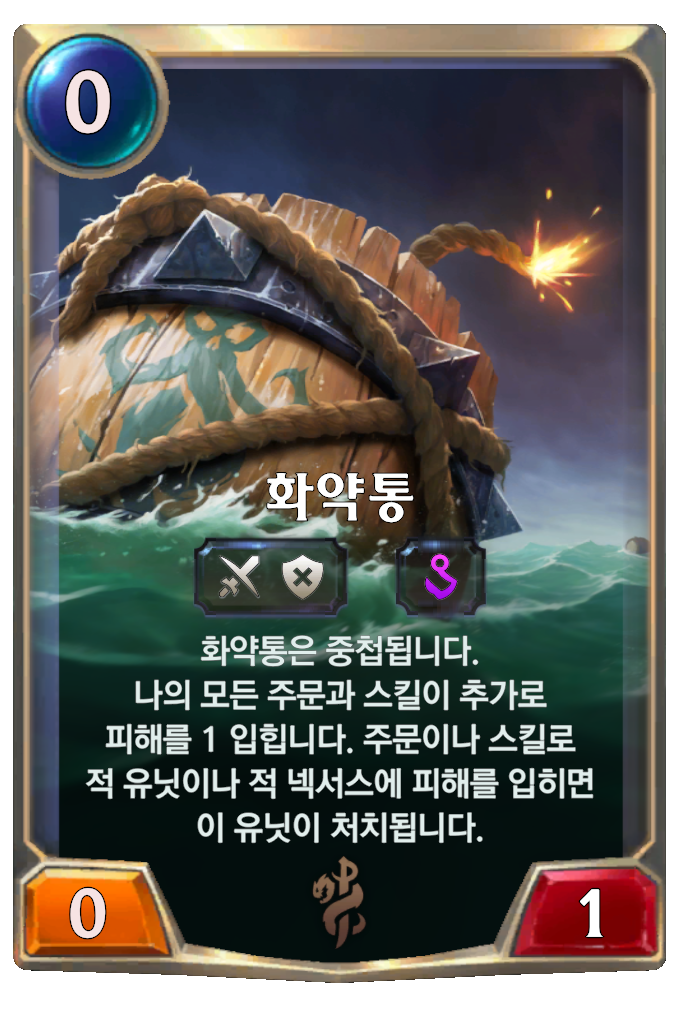 0
화약통
화약통은 중첩됩니다.
나의 모든 주문과 스킬이 추가로
피해를 1 입힙니다. 주문이나 스킬로
적 유닛이나 적 넥서스에 피해를 입히면
이 유닛이 처치됩니다.
0
1